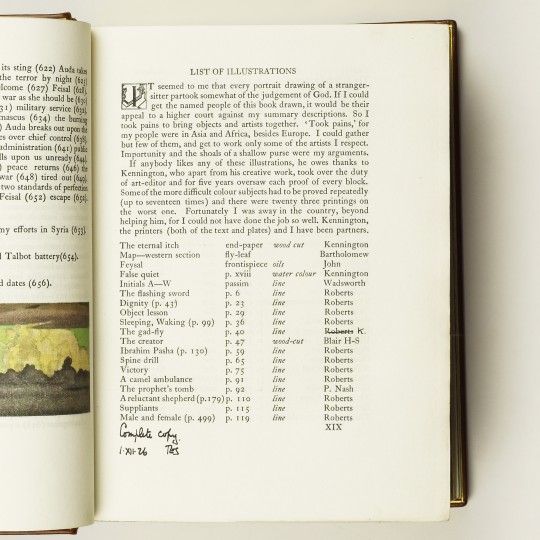 its sting (622) Auda takes
the terror by night (623)
elcome (627) Feisal (628).
war as she should be (630)
31) military service (632)
mascus (634) the burning
) Auda breaks out upon the
es over chief control (638)
administration (641) public
lls upon us unready (644)
) peace returns (646) the
war (648) tired out (649)
two standards of perfection
Feisal (652) escape (652)
my efforts in Syria (653).
l Talbot battery(654).
d dates (656).
LIST OF ILLUSTRATIONS
IT seemed to me that every portrait drawing of a stranger-
sitter partook somewhat of the judgement of God. If I could
get the named people of this book drawn, it would be their
appeal to a higher court against my summary descriptions. So I
took pains to bring objects and artists together. 'Took pains,' for
my people were in Asia and Africa, besides Europe. I could gather
but few of them, and get to work only some of the artists I respect.
Importunity and the shoals of a shallow purse were my arguments.
If anybody likes any of these illustrations, he owes thanks to
Kennington, who apart from his creative work, took over the duty
of art-editor and for five years oversaw each proof of every block.
Some of the more difficult colour subjects had to be proved repeatedly
(up to seventeen times) and there were twenty three printings on
the worst one. Fortunately I was away in the country, beyond
helping him, for I could not have done the job so well. Kennington,
the printers (both of the text and plates) and I have been partners.
The eternal itch end-paper wood cut Kennington
Map—western section fly-leaf Bartholomew
Feysal frontispiece oils John
False quiet p. xviii water colour Kennington
Initials A—W passim line Wadsworth
The flashing sword p. 6 line Roberts
Dignity (p. 43) p. 23 line Roberts
Object lesson p. 29 line Roberts
Sleeping, Waking (p. 99) p. 36 line Roberts
The gad-fly p. 40 line Roberts K.
The creator p. 47 wood-cut Blair H-S
Ibrahim Pasha (p. 130) p. 59 line Roberts
Spine drill p. 65 line Roberts
Victory p. 75 line Roberts
A camel ambulance p. 91 line Roberts
The prophet's tomb p. 92 line P. Nash
A reluctant shepherd (p.179) p. 110 line Roberts
Suppliants p. 115 line Roberts
Male and female (p. 499) p. 119 line Roberts
XIX
Complete copy.
1·XII·26 TES